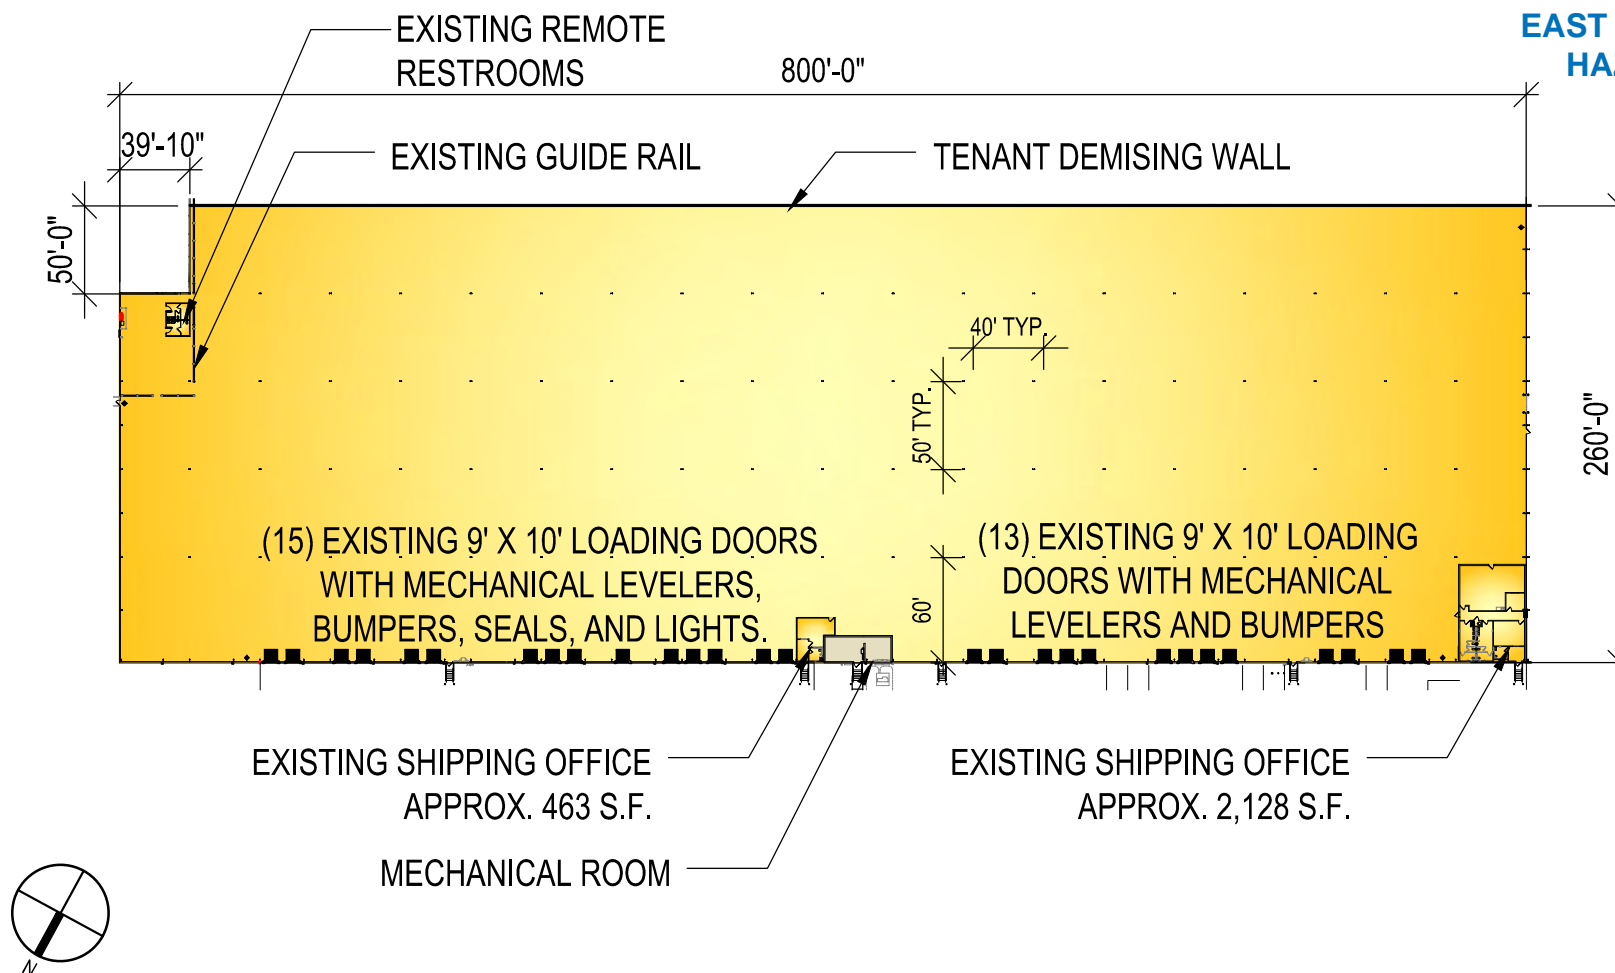 EXISTING REMOTE
RESTROOMS
EAST
800'-0"
39'-10"
EXISTING GUIDE RAIL
TENANT DEMISING WALL
50'-0"
40' TYP.
50' TYP.
260'-0"
(15) EXISTING 9' X 10' LOADING DOORS
WITH MECHANICAL LEVELERS,
BUMPERS, SEALS, AND LIGHTS.
(13) EXISTING 9' X 10' LOADING
DOORS WITH MECHANICAL
LEVELERS AND BUMPERS
60'
EXISTING SHIPPING OFFICE
APPROX. 463 S.F.
EXISTING SHIPPING OFFICE
APPROX. 2,128 S.F.
MECHANICAL ROOM
N